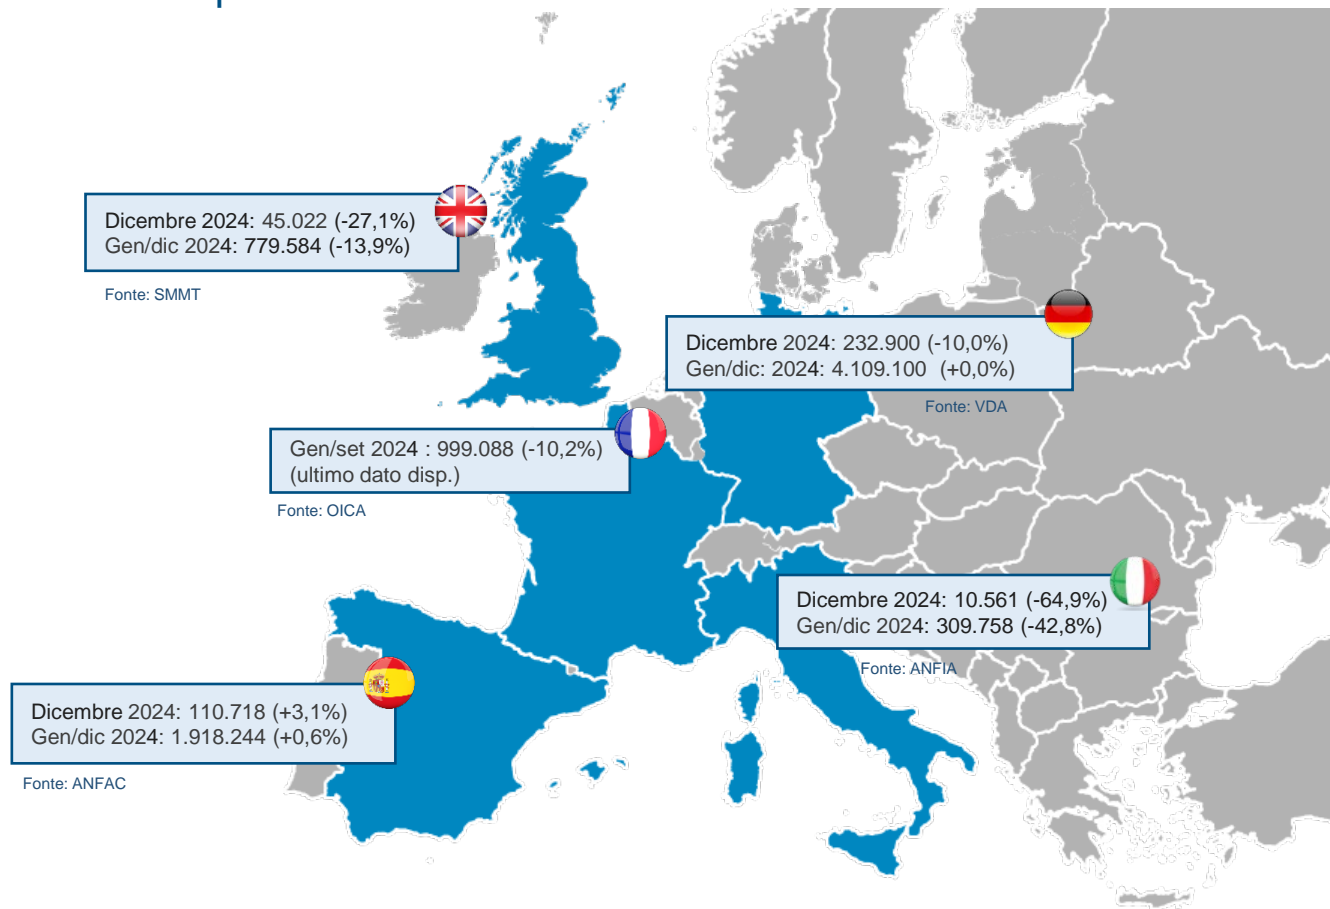 Dicembre 2024: 45.022 (-27,1%)
Gen/dic 2024: 779.584 (-13,9%)
Fonte: SMMT
Dicembre 2024: 232.900 (-10,0%)
Gen/dic: 2024: 4.109.100 (+0,0%)
Fonte: VDA
Gen/set 2024 : 999.088 (-10,2%)
(ultimo dato disp.)
Fonte: OICA
Dicembre 2024: 10.561 (-64,9%)
Gen/dic 2024: 309.758 (-42,8%)
Fonte: ANFIA
Dicembre 2024: 110.718 (+3,1%)
Gen/dic 2024: 1.918.244 (+0,6%)
Fonte: ANFAC